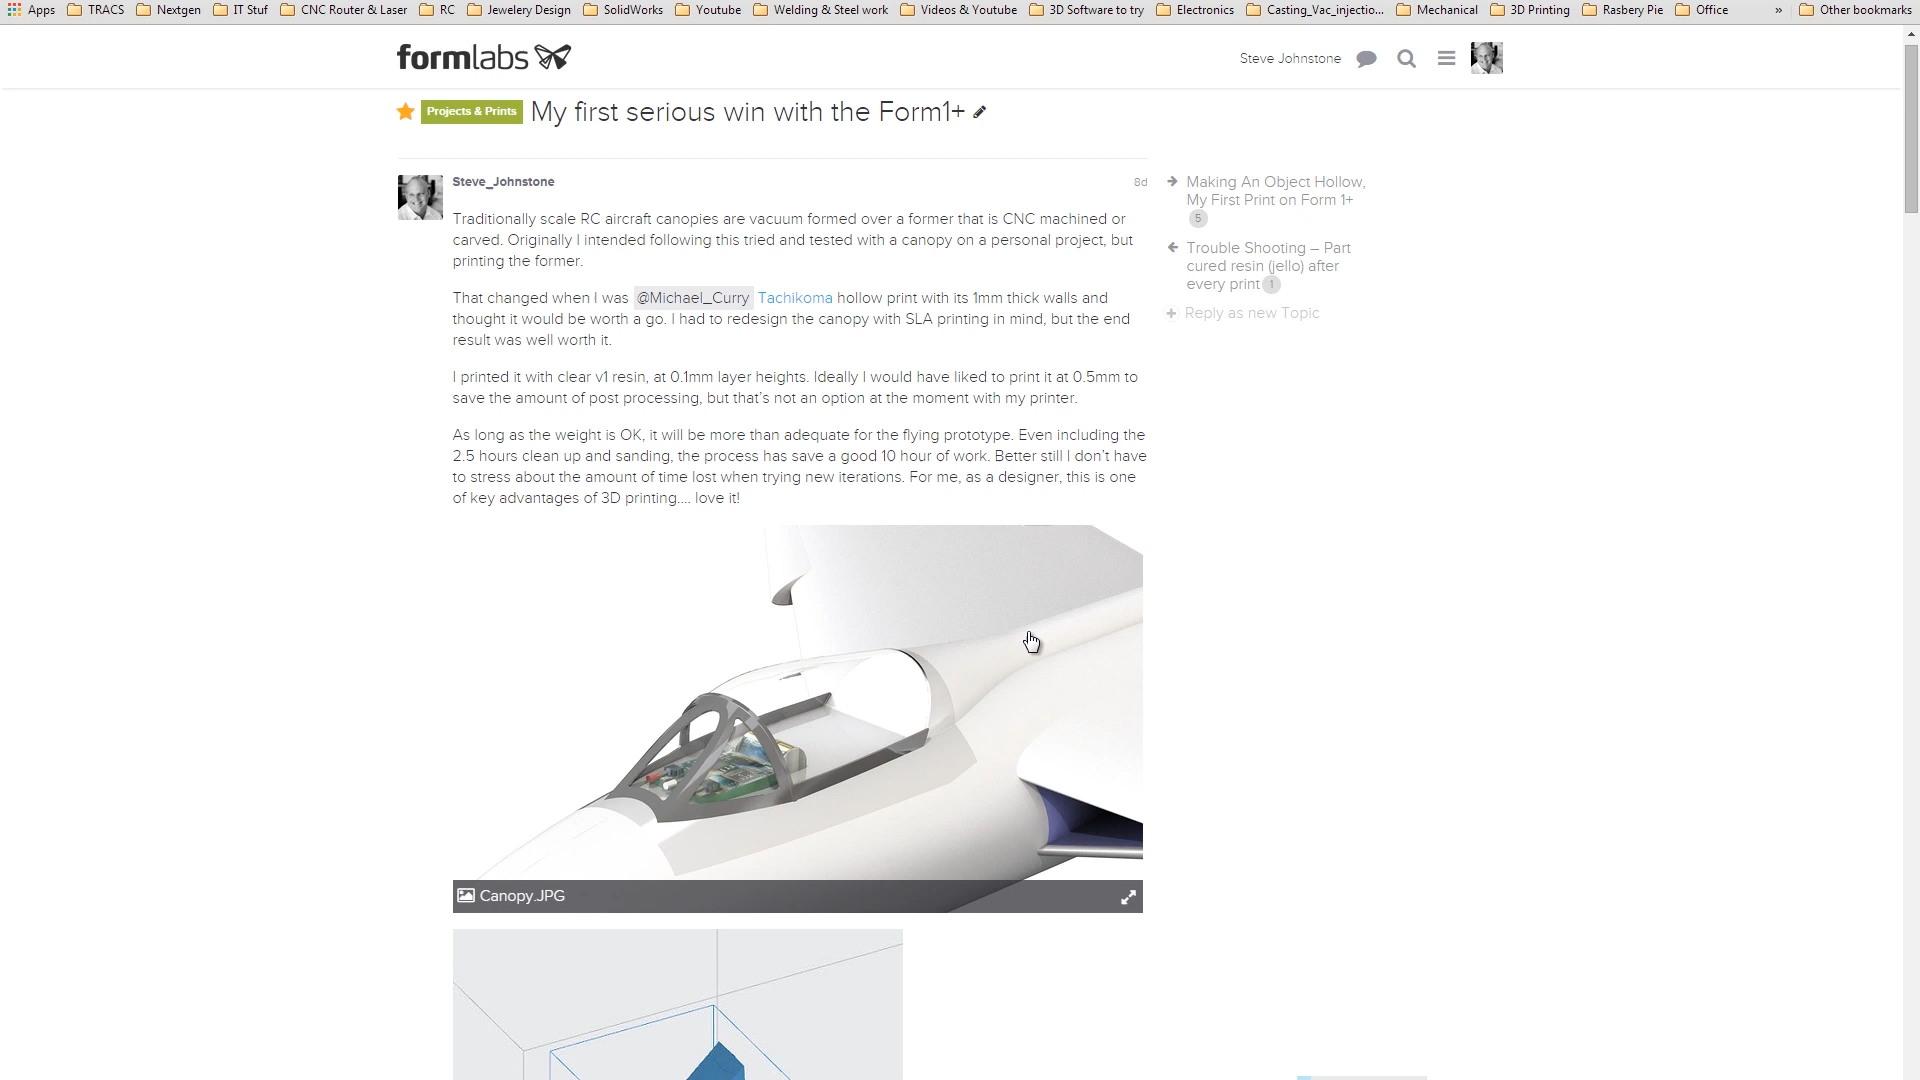 Apps TRACS Nextgen IT Stuf CNC Router & Laser RC Jewelery Design SolidWorks Youtube Welding & Steel work Videos & Youtube 3D Software to try Electronics Casting_Vac_injectio... Mechanical 3D Printing Rasbery Pie Office » Other bookmarks
formlabs
Steve Johnstone
Projects & Prints My first serious win with the Form1+
Steve_Johnstone 8d
Traditionally scale RC aircraft canopies are vacuum formed over a former that is CNC machined or
carved. Originally I intended following this tried and tested with a canopy on a personal project, but
printing the former.
That changed when I was @Michael_Curry Tachikoma hollow print with its 1mm thick walls and
thought it would be worth a go. I had to redesign the canopy with SLA printing in mind, but the end
result was well worth it.
I printed it with clear v1 resin, at 0.1mm layer heights. Ideally I would have liked to print it at 0.5mm to
save the amount of post processing, but that's not an option at the moment with my printer.
As long as the weight is OK, it will be more than adequate for the flying prototype. Even including the
2.5 hours clean up and sanding, the process has save a good 10 hour of work. Better still I don't have
to stress about the amount of time lost when trying new iterations. For me, as a designer, this is one
of key advantages of 3D printing.... love it!
Canopy.JPG
Making An Object Hollow,
My First Print on Form 1+
5
Trouble Shooting – Part
cured resin (jello) after
every print 1
Reply as new Topic